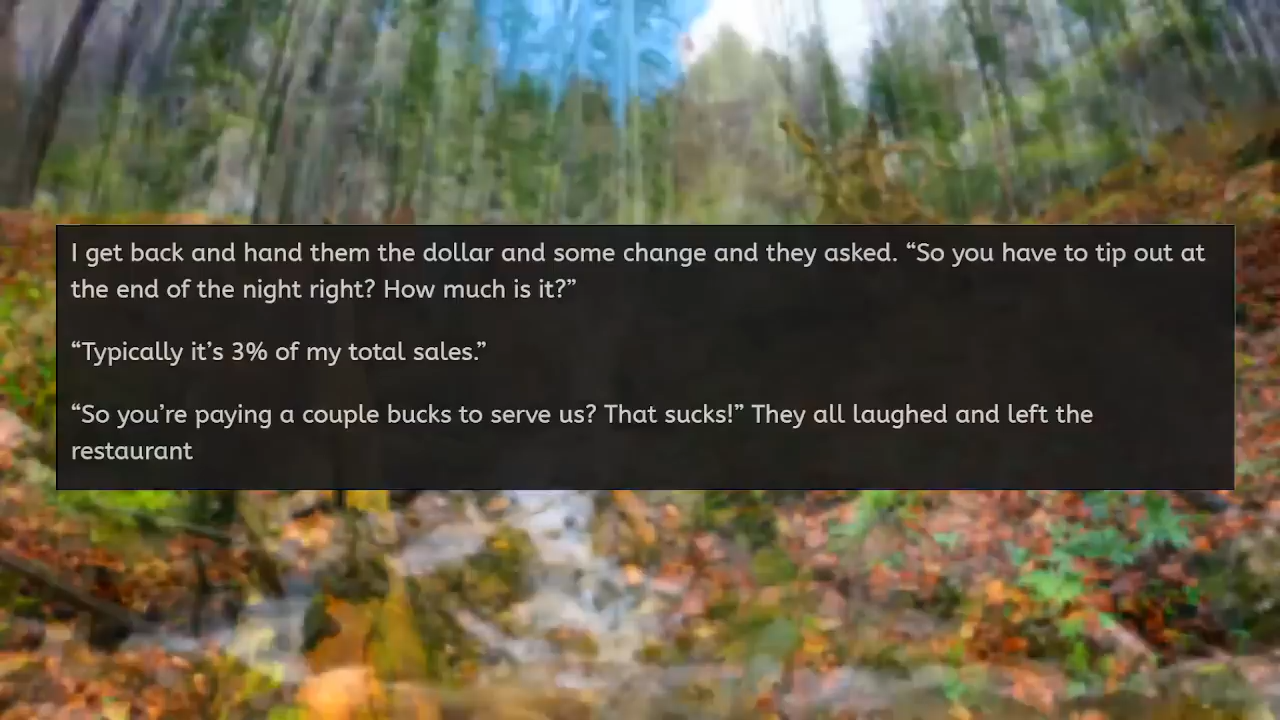 I get back and hand them the dollar and some change and they asked. “So you have to tip out at
the end of the night right? How much is it?”
“Typically it’s 3% of my total sales.”
“So you’re paying a couple bucks to serve us? That sucks!” They all laughed and left the
restaurant